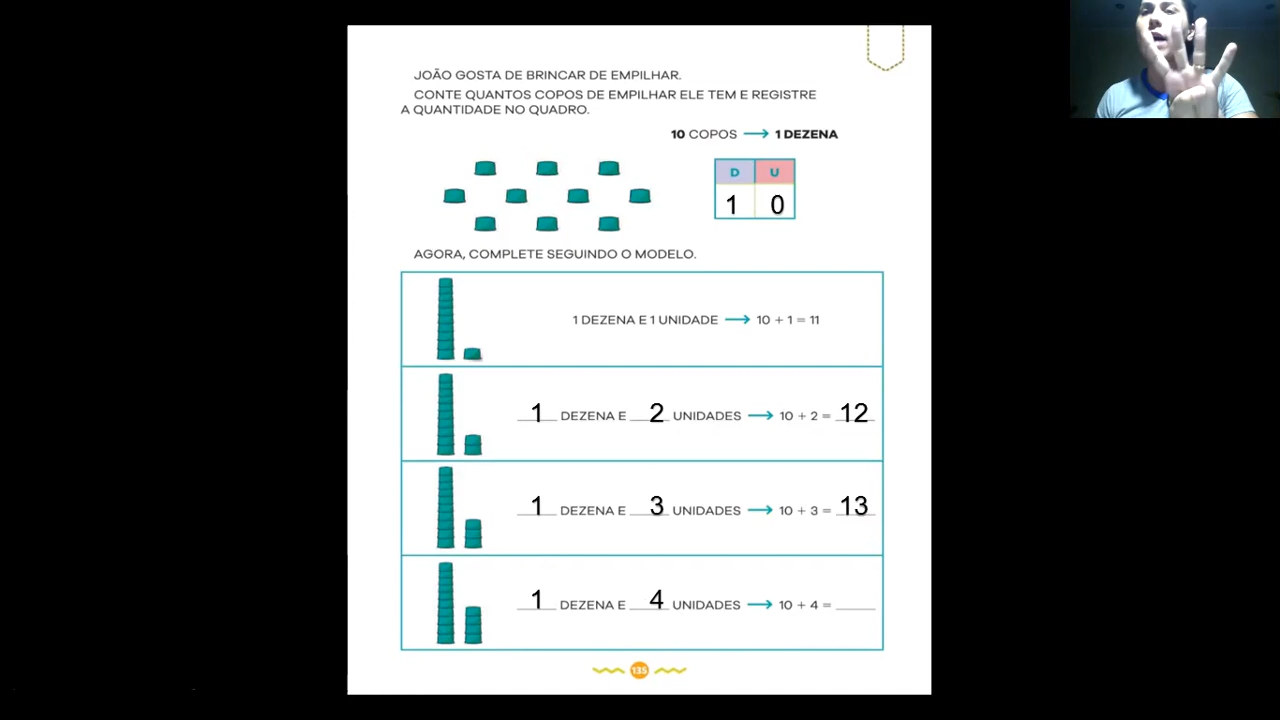 JOÃO GOSTA DE BRINCAR DE EMPILHAR.
CONTE QUANTOS COPOS DE EMPILHAR ELE TEM E REGISTRE
A QUANTIDADE NO QUADRO.
10 COPOS → 1 DEZENA
D U
1 0
AGORA, COMPLETE SEGUINDO O MODELO.
1 DEZENA E 1 UNIDADE → 10 + 1 = 11
1 DEZENA E 2 UNIDADES → 10 + 2 = 12
1 DEZENA E 3 UNIDADES → 10 + 3 = 13
1 DEZENA E 4 UNIDADES → 10 + 4 = ____
135